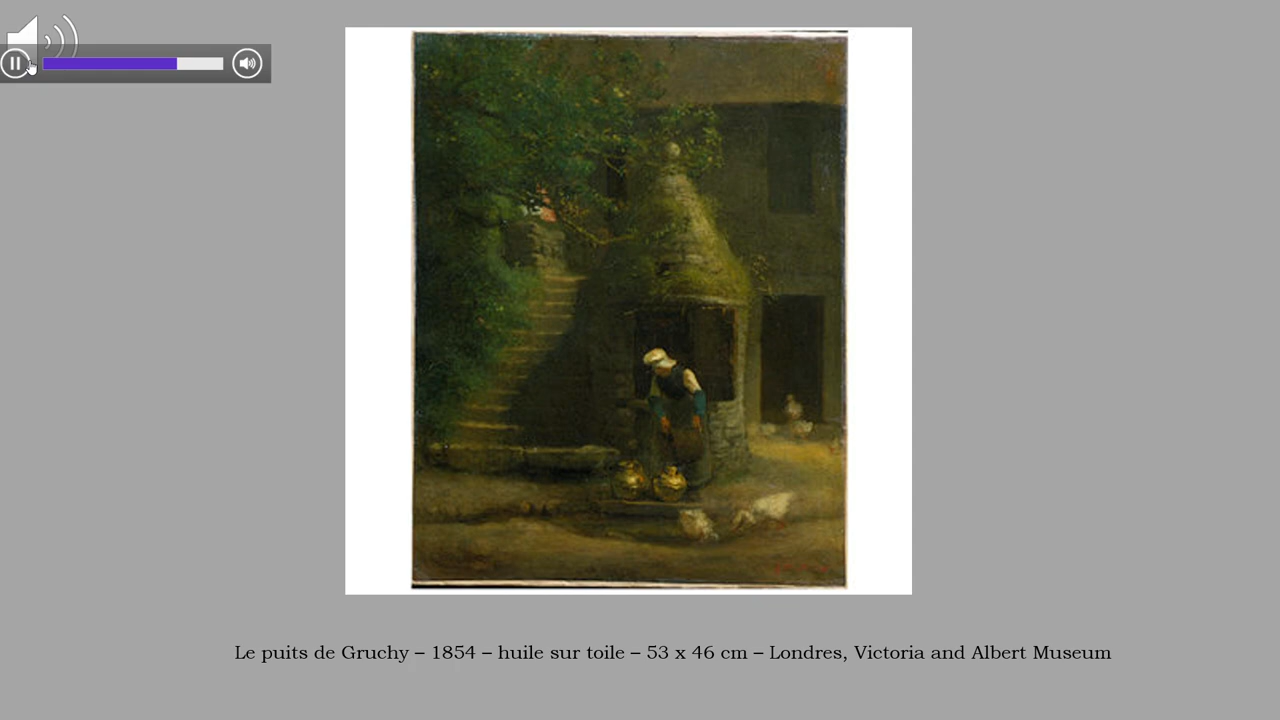 Le puits de Gruchy – 1854 – huile sur toile – 53 x 46 cm – Londres, Victoria and Albert Museum